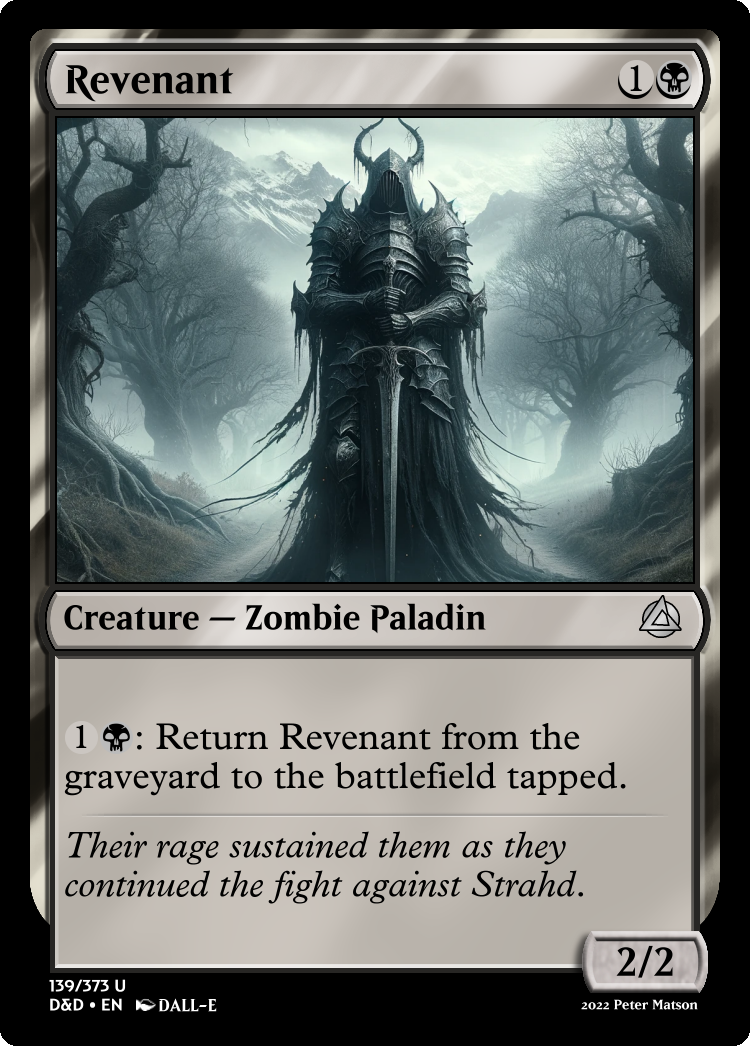 Revenant 1
Creature — Zombie Paladin
1: Return Revenant from the
graveyard to the battlefield tapped.
Their rage sustained them as they
continued the fight against Strahd.
2/2
139/373 U
D&D • EN DALL-E
2022 Peter Matson